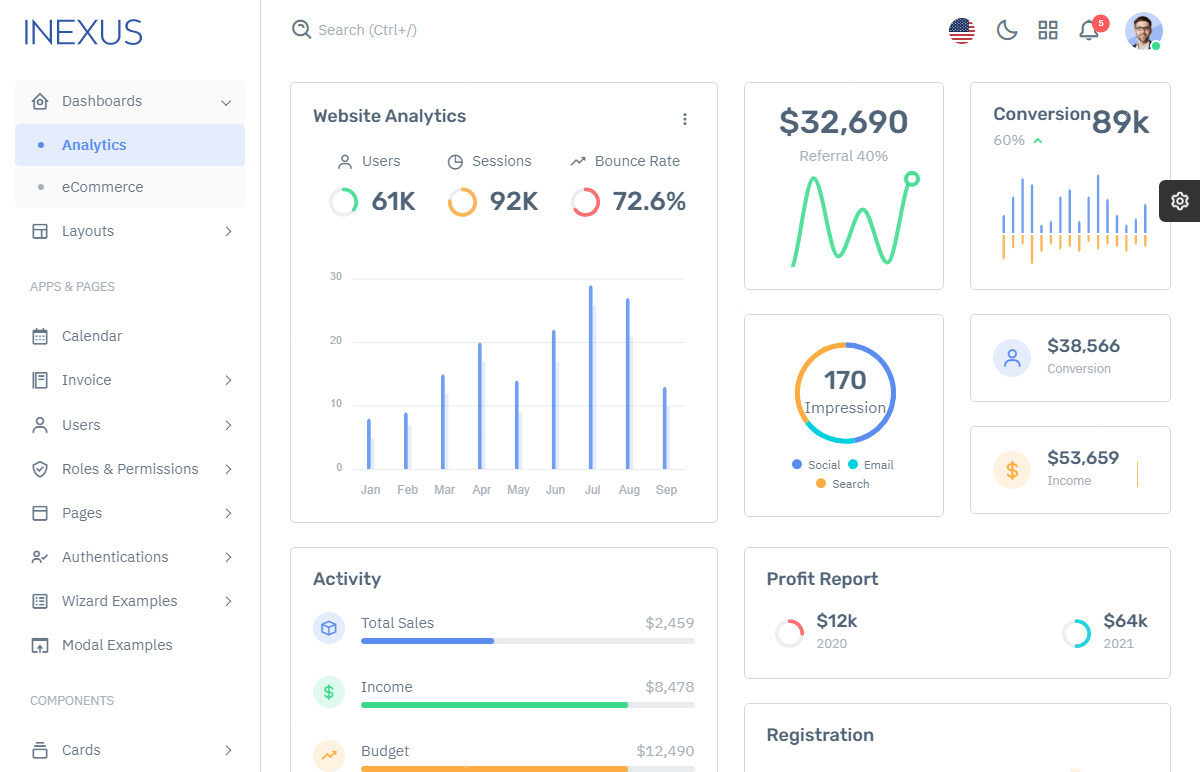 INEXUS
Search (Ctrl+/)
5
Dashboards
Analytics
eCommerce
Layouts
APPS & PAGES
Calendar
Invoice
Users
Roles & Permissions
Pages
Authentications
Wizard Examples
Modal Examples
COMPONENTS
Cards
Website Analytics
Users
Sessions
Bounce Rate
61K
92K
72.6%
30
20
10
0
Jan Feb Mar Apr May Jun Jul Aug Sep
$32,690
Referral 40%
Conversion
89k
60%
170
Impression
Social
Email
Search
$38,566
Conversion
$53,659
Income
Activity
Total Sales
$2,459
Income
$8,478
Budget
$12,490
Profit Report
$12k
2020
$64k
2021
Registration